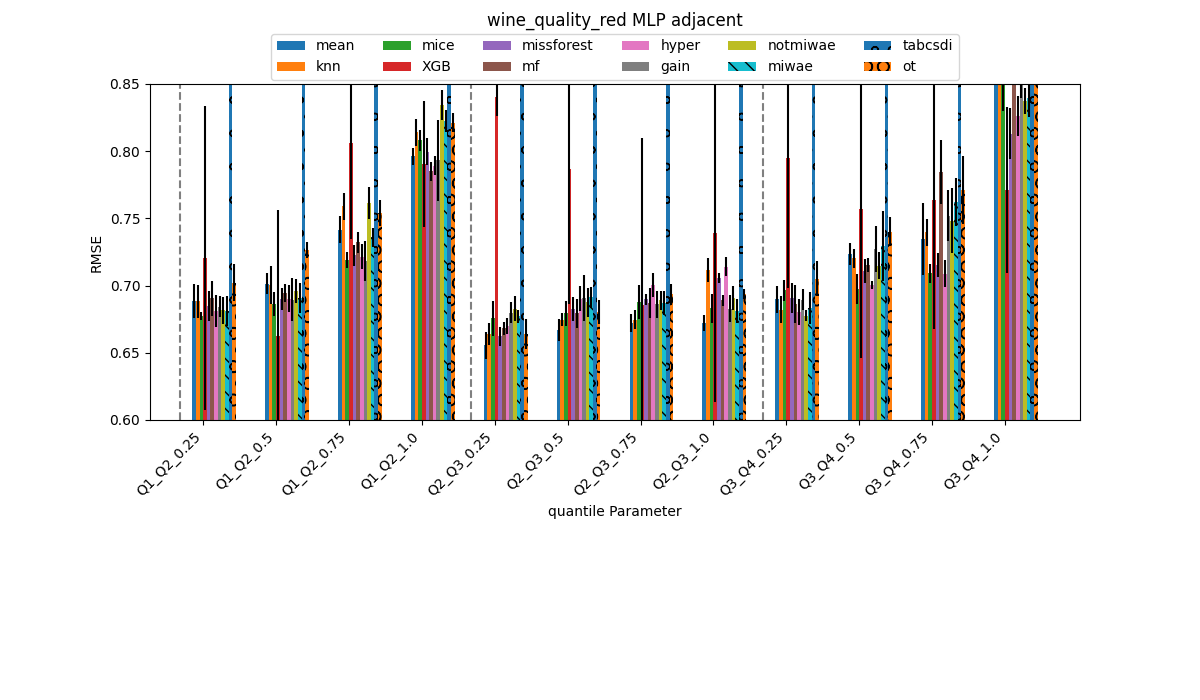 wine_quality_red MLP adjacent
mean mice missforest hyper notmiwae tabcsdi
knn XGB mf gain miwae ot
0.85
0.80
0.75
0.70
0.65
0.60
RMSE
Q1_Q2_0.25
Q1_Q2_0.5
Q1_Q2_0.75
Q1_Q2_1.0
Q2_Q3_0.25
Q2_Q3_0.5
Q2_Q3_0.75
Q2_Q3_1.0
Q3_Q4_0.25
Q3_Q4_0.5
Q3_Q4_0.75
Q3_Q4_1.0
quantile Parameter